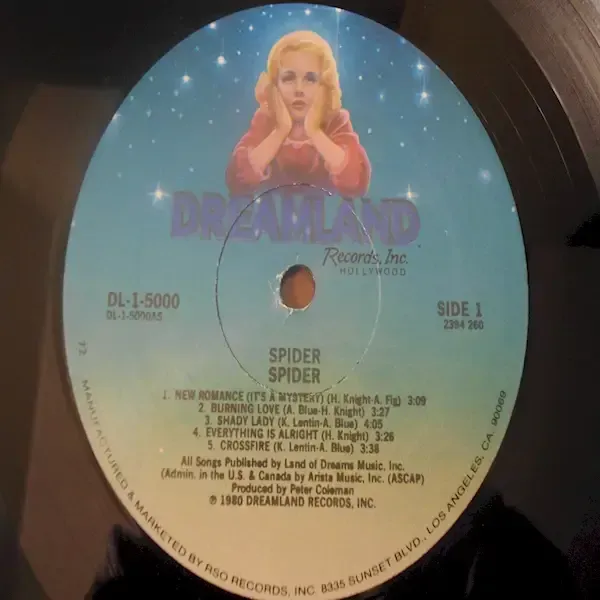 DREAMLAND
Records, Inc.
HOLLYWOOD
DL-1-5000
DL-1-5000AS
SIDE 1
2394 260
SPIDER
SPIDER
1. NEW ROMANCE (IT'S A MYSTERY) (H. Knight-A. Fig) 3:09
2. BURNING LOVE (A. Blue-H. Knight) 3:27
3. SHADY LADY (K. Lentin-A. Blue) 4:05
4. EVERYTHING IS ALRIGHT (H. Knight) 3:26
5. CROSSFIRE (K. Lentin-A. Blue) 3:38
All Songs Published by Land of Dreams Music, Inc.
(Admin. in the U.S. & Canada by Arista Music, Inc. (ASCAP)
Produced by Peter Coleman
℗ 1980 DREAMLAND RECORDS, INC.
72 MANUFACTURED & MARKETED BY RSO RECORDS, INC. 8335 SUNSET BLVD., LOS ANGELES, CA. 90069